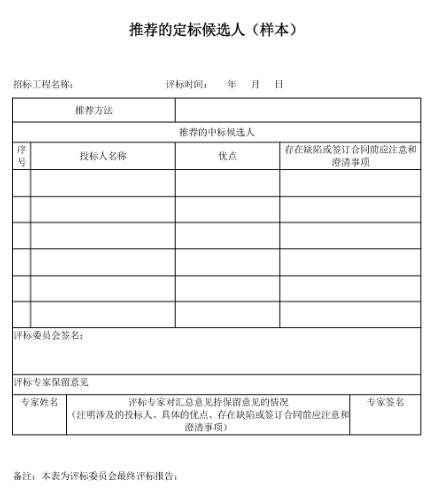 推荐的定标候选人（样本）
招标工程名称： 评标时间： 年 月 日
推荐方法
推荐的中标候选人
序号 投标人名称 优点 存在缺陷或签订合同前应注意和澄清事项
评标委员会签名：
评标专家保留意见
专家姓名 评标专家对汇总意见持保留意见的情况 专家签名
（注明涉及的投标人、具体的优点、存在缺陷或签订合同前应注意和
澄清事项）
备注：本表为评标委员会最终评标报告；